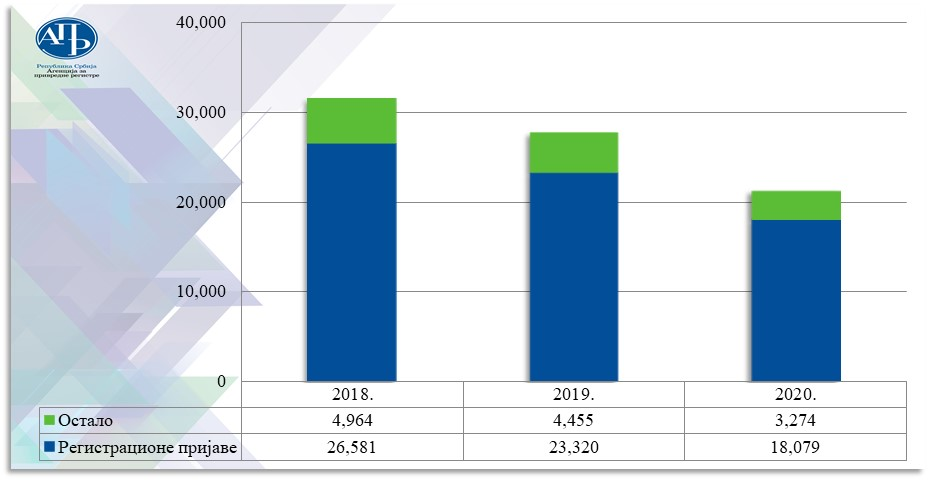 АПР
Република Србија
Агенција за
привредне регистре
40,000
30,000
20,000
10,000
0
2018. 2019. 2020.
Остало 4,964 4,455 3,274
Регистрационе пријаве 26,581 23,320 18,079